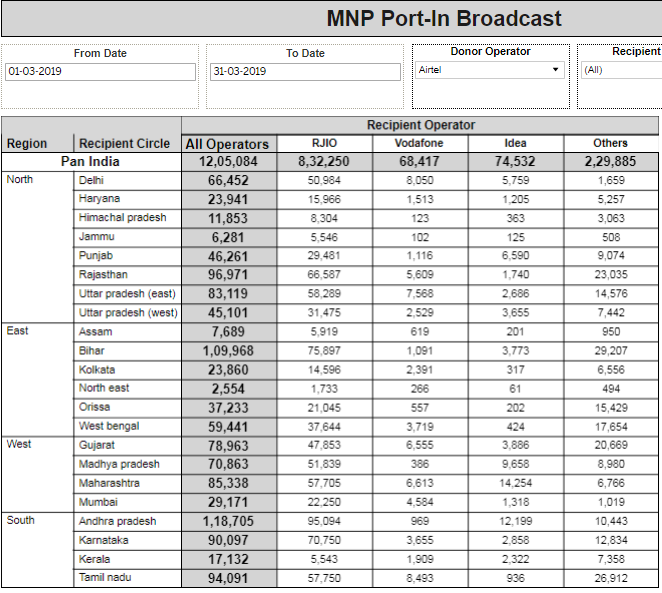 MNP Port-In Broadcast
From Date To Date Donor Operator Recipient
01-03-2019 31-03-2019 Airtel (All)
Recipient Operator
Region Recipient Circle All Operators RJIO Vodafone Idea Others
Pan India 12,05,084 8,32,250 68,417 74,532 2,29,885
North Delhi 66,452 50,984 8,050 5,759 1,659
Haryana 23,941 15,966 1,513 1,205 5,257
Himachal pradesh 11,853 8,304 123 363 3,063
Jammu 6,281 5,546 102 125 508
Punjab 46,261 29,481 1,116 6,590 9,074
Rajasthan 96,971 66,587 5,609 1,740 23,035
Uttar pradesh (east) 83,119 58,289 7,568 2,686 14,576
Uttar pradesh (west) 45,101 31,475 2,529 3,655 7,442
East Assam 7,689 5,919 619 201 950
Bihar 1,09,968 75,897 1,091 3,773 29,207
Kolkata 23,860 14,596 2,391 317 6,556
North east 2,554 1,733 266 61 494
Orissa 37,233 21,045 557 202 15,429
West bengal 59,441 37,644 3,719 424 17,654
West Gujarat 78,963 47,853 6,555 3,886 20,669
Madhya pradesh 70,863 51,839 386 9,658 8,980
Maharashtra 85,338 57,705 6,613 14,254 6,766
Mumbai 29,171 22,250 4,584 1,318 1,019
South Andhra pradesh 1,18,705 95,094 969 12,199 10,443
Karnataka 90,097 70,750 3,655 2,858 12,834
Kerala 17,132 5,543 1,909 2,322 7,358
Tamil nadu 94,091 57,750 8,493 936 26,912